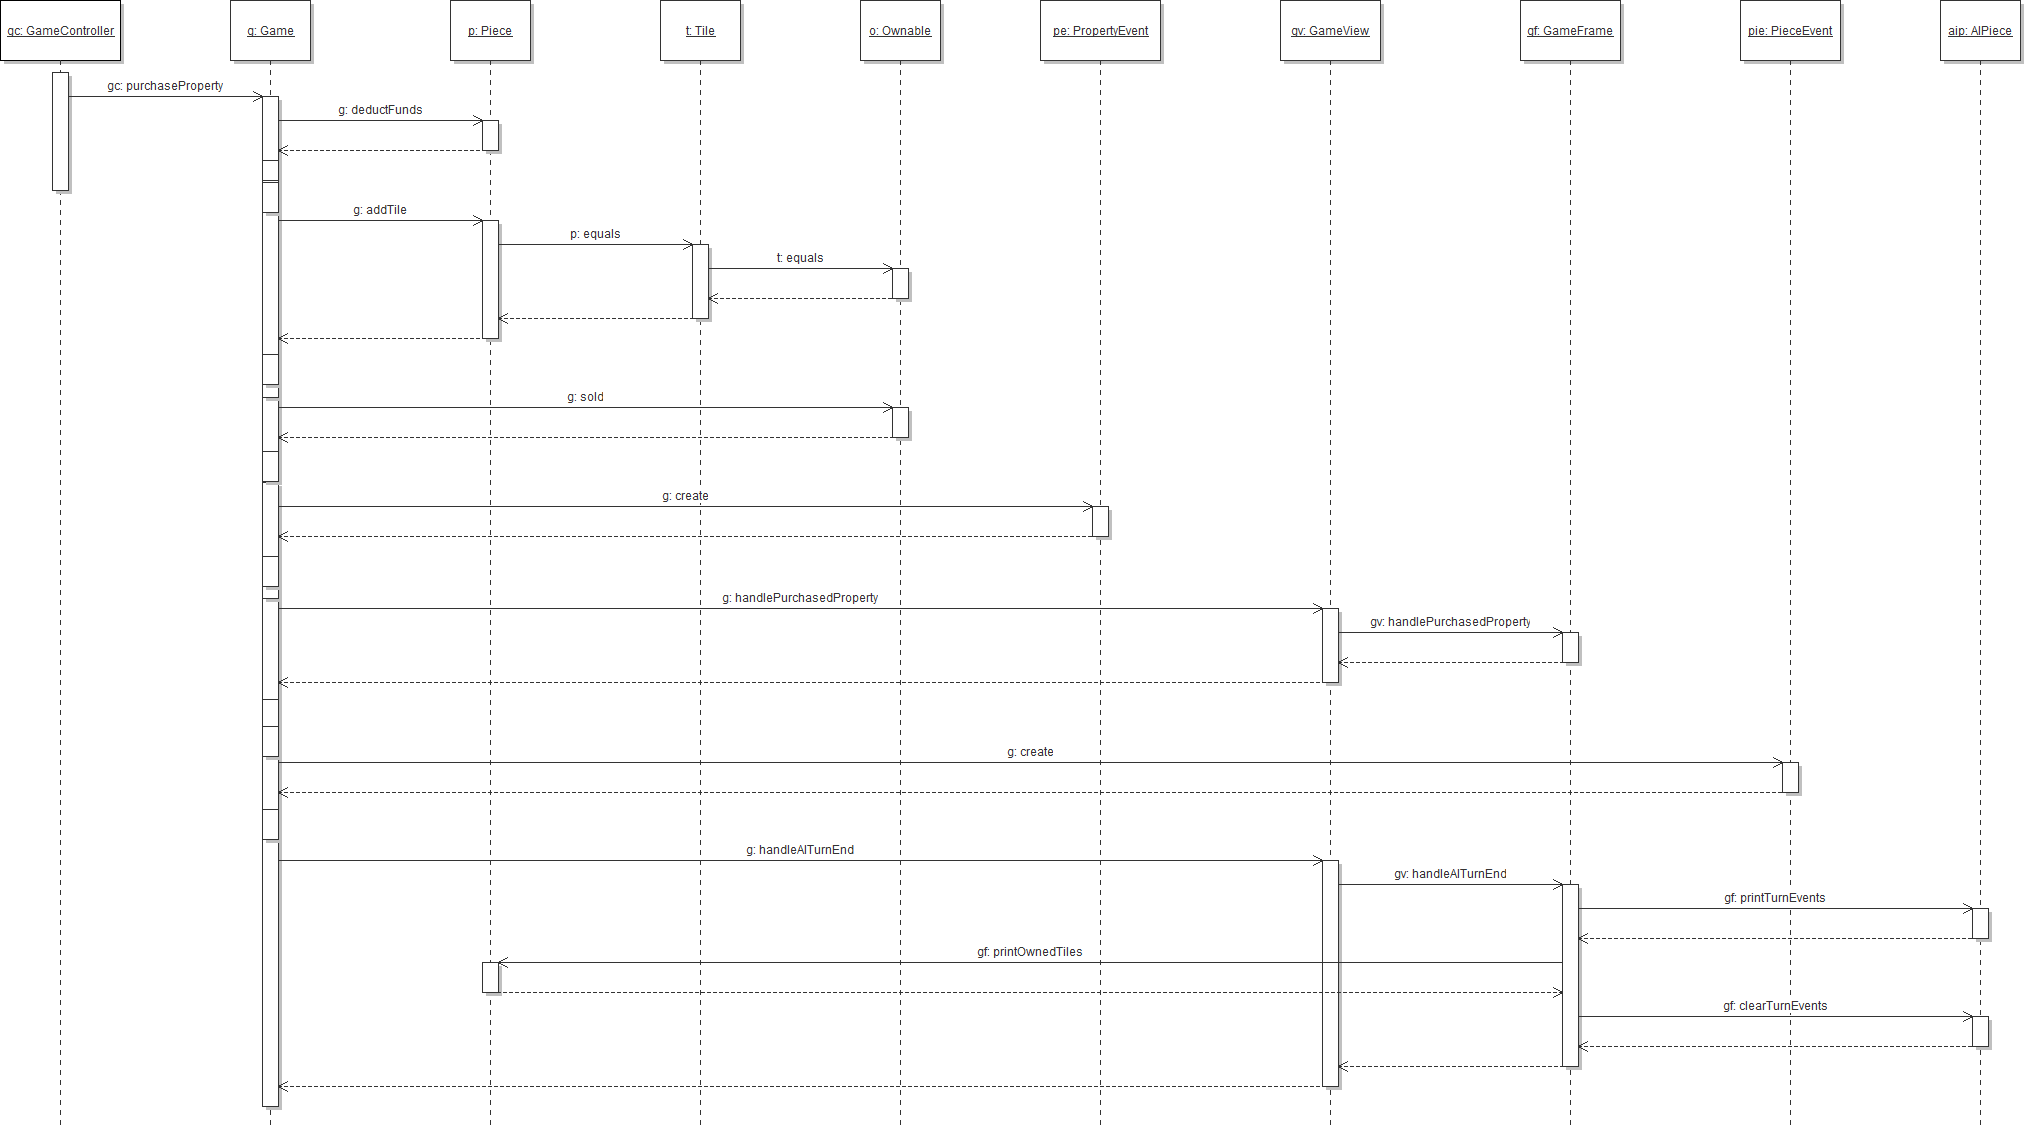 gc: GameController
g: Game
p: Piece
t: Tile
o: Ownable
pe: PropertyEvent
gv: GameView
gf: GameFrame
pie: PieceEvent
aip: AIPiece
gc: purchaseProperty
g: deductFunds
g: addTile
p: equals
t: equals
g: sold
g: create
g: handlePurchasedProperty
gv: handlePurchasedProperty
g: create
g: handleAITurnEnd
gv: handleAITurnEnd
gf: printTurnEvents
gf: printOwnedTiles
gf: clearTurnEvents